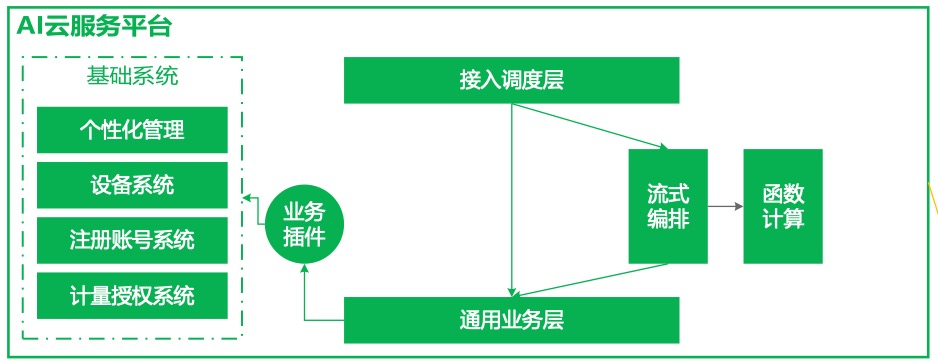 AI云服务平台
基础系统
个性化管理
设备系统
注册账号系统
计量授权系统
业务
插件
接入调度层
流式
编排
函数
计算
通用业务层